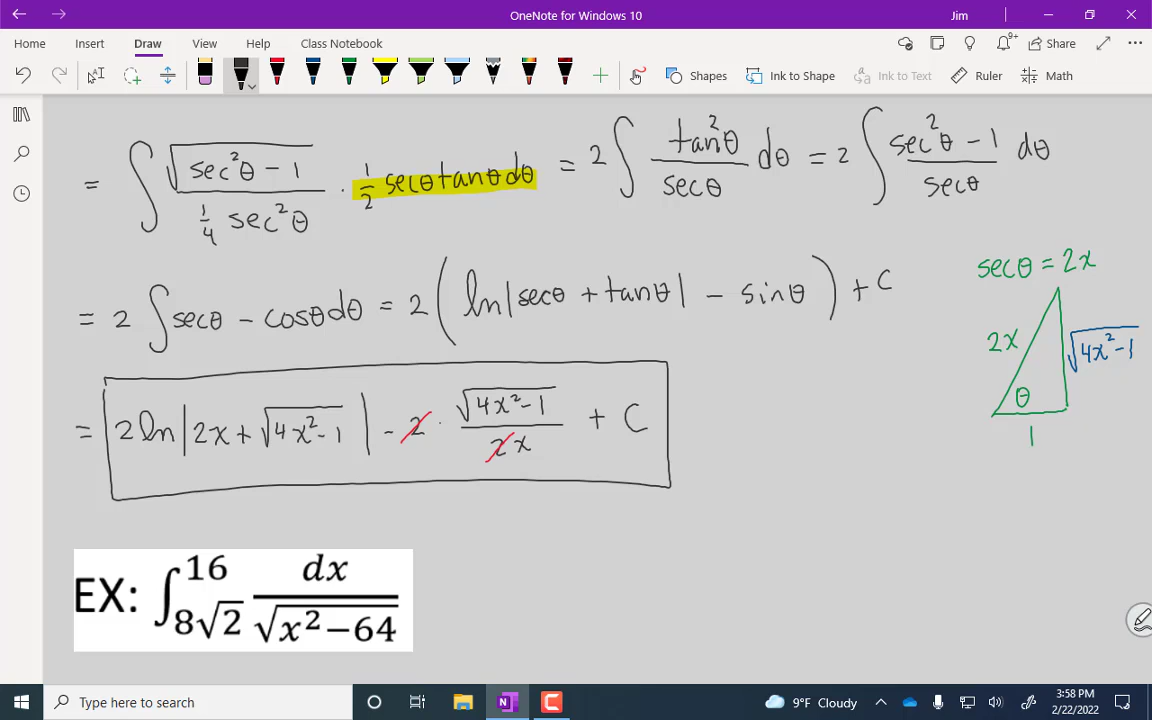 OneNote for Windows 10
Jim
Home Insert Draw View Help Class Notebook
9+
Share
Shapes Ink to Shape Ink to Text Ruler Math
= ∫ √(sec²θ - 1) / (1/4 sec²θ) · 1/2 secθtanθdθ = 2 ∫ tan²θ/secθ dθ = 2 ∫ (sec²θ - 1)/secθ dθ
secθ = 2x
= 2 ∫ secθ - cosθdθ = 2 ( ln|secθ + tanθ| - sinθ ) + C
2x √(4x²-1)
θ
1
= 2ln|2x + √(4x²-1)| - 2 · √(4x²-1)/2x + C
EX: ∫_{8√2}^{16} dx/√(x²-64)
Type here to search
9°F Cloudy
3:58 PM
2/22/2022